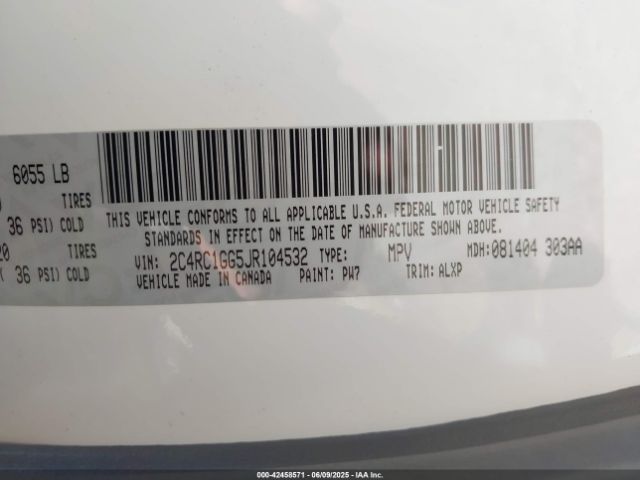 6055 LB
TIRES
36 PSI) COLD
20 TIRES
36 PSI) COLD
THIS VEHICLE CONFORMS TO ALL APPLICABLE U.S.A. FEDERAL MOTOR VEHICLE SAFETY
STANDARDS IN EFFECT ON THE DATE OF MANUFACTURE SHOWN ABOVE.
VIN: 2C4RC1GG5JR104532 TYPE: MPV MDH:081404 303AA
VEHICLE MADE IN CANADA PAINT: PW7 TRIM: ALXP
000-42458571 | 06/09/2025 | IAA Inc.